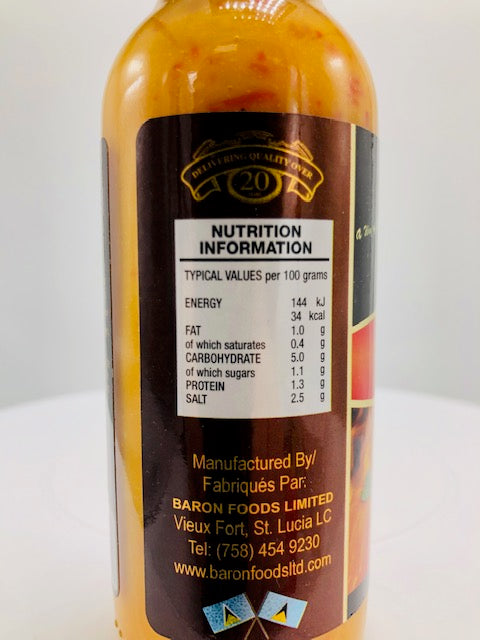 DELIVERING QUALITY OVER
20
NUTRITION
INFORMATION
TYPICAL VALUES per 100 grams
ENERGY 144 kJ
34 kcal
FAT 1.0 g
of which saturates 0.4 g
CARBOHYDRATE 5.0 g
of which sugars 1.1 g
PROTEIN 1.3 g
SALT 2.5 g
Manufactured By/
Fabriqués Par:
BARON FOODS LIMITED
Vieux Fort, St. Lucia LC
Tel: (758) 454 9230
www.baronfoodsltd.com